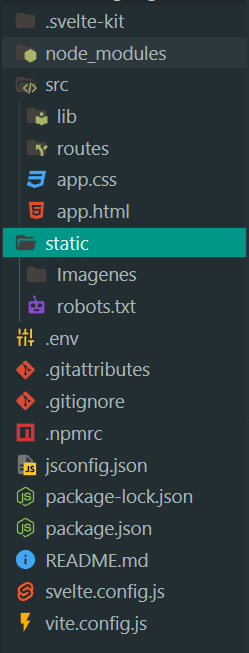 .svelte-kit
node_modules
src
lib
routes
app.css
app.html
static
Imagenes
robots.txt
.env
.gitattributes
.gitignore
.npmrc
jsconfig.json
package-lock.json
package.json
README.md
svelte.config.js
vite.config.js